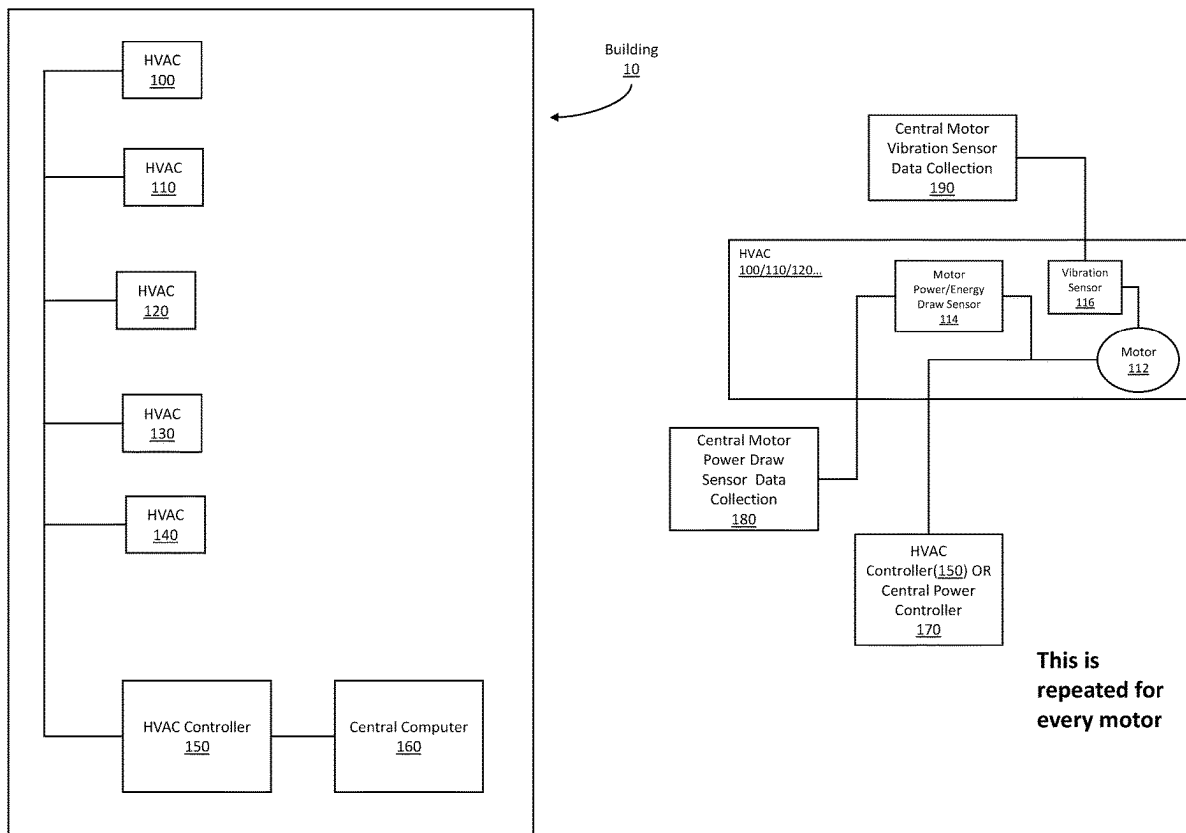 HVAC
100
HVAC
110
HVAC
120
HVAC
130
HVAC
140
HVAC Controller
150
Central Computer
160
Building
10
Central Motor
Vibration Sensor
Data Collection
190
HVAC
100/110/120...
Motor
Power/Energy
Draw Sensor
114
Vibration
Sensor
116
Motor
112
Central Motor
Power Draw
Sensor Data
Collection
180
HVAC
Controller(150) OR
Central Power
Controller
170
This is
repeated for
every motor